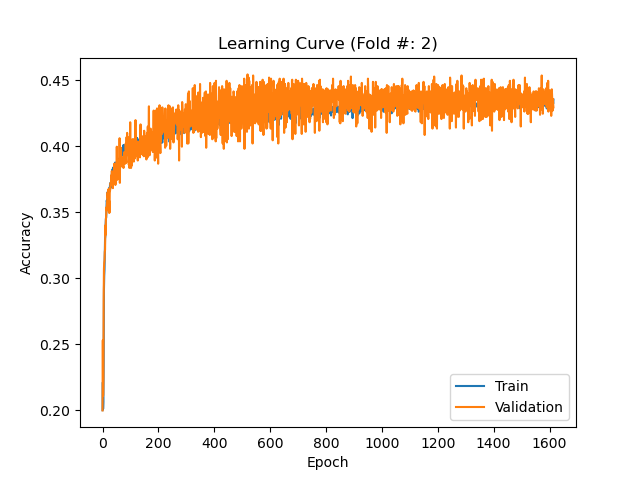 Learning Curve (Fold #: 2)
0.45
0.40
0.35
0.30
0.25
0.20
Accuracy
0 200 400 600 800 1000 1200 1400 1600
Epoch
Train
Validation